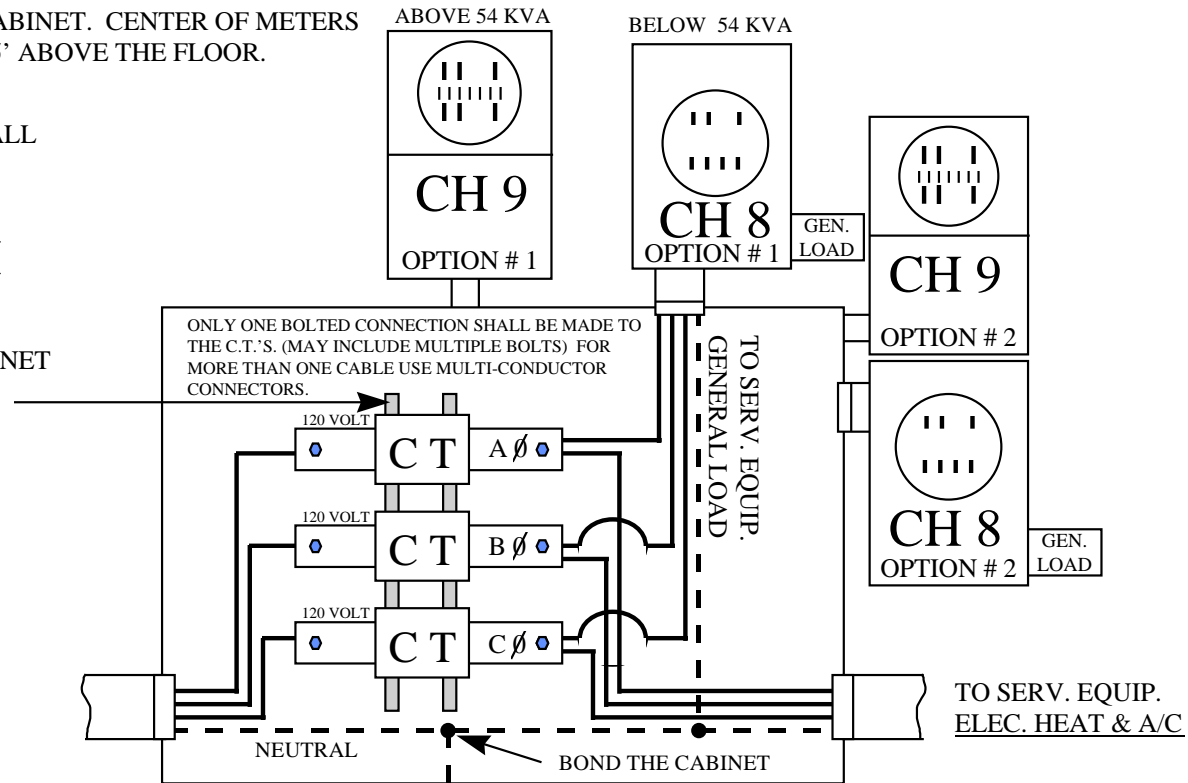 ABINET. CENTER OF METERS
ABOVE THE FLOOR.
ALL
NET
ABOVE 54 KVA
CH 9
OPTION # 1
BELOW 54 KVA
CH 8
OPTION # 1
GEN.
LOAD
CH 9
OPTION # 2
CH 8
OPTION # 2
GEN.
LOAD
ONLY ONE BOLTED CONNECTION SHALL BE MADE TO
THE C.T.'S. (MAY INCLUDE MULTIPLE BOLTS) FOR
MORE THAN ONE CABLE USE MULTI-CONDUCTOR
CONNECTORS.
TO SERV. EQUIP.
GENERAL LOAD
120 VOLT
C T
A Ø
120 VOLT
C T
B Ø
120 VOLT
C T
C Ø
NEUTRAL
BOND THE CABINET
TO SERV. EQUIP.
ELEC. HEAT & A/C